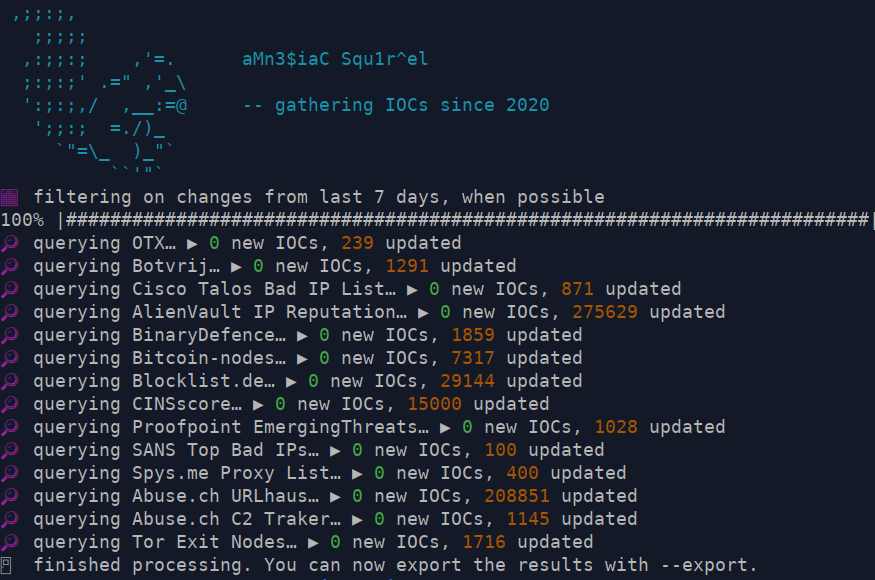 ,;;:;,
;;;;;
,:;;:; ,'=. aMn3$iaC Squ1r^el
;:;:;' .=" ,'_\
':;:;,/ ,__:=@ -- gathering IOCs since 2020
';;:; =./)_
`"=\_ )_"`
``'"`
filtering on changes from last 7 days, when possible
100% |#########################################################################|
querying OTX… ▶ 0 new IOCs, 239 updated
querying Botvrij… ▶ 0 new IOCs, 1291 updated
querying Cisco Talos Bad IP List… ▶ 0 new IOCs, 871 updated
querying AlienVault IP Reputation… ▶ 0 new IOCs, 275629 updated
querying BinaryDefence… ▶ 0 new IOCs, 1859 updated
querying Bitcoin-nodes… ▶ 0 new IOCs, 7317 updated
querying Blocklist.de… ▶ 0 new IOCs, 29144 updated
querying CINSscore… ▶ 0 new IOCs, 15000 updated
querying Proofpoint EmergingThreats… ▶ 0 new IOCs, 1028 updated
querying SANS Top Bad IPs… ▶ 0 new IOCs, 100 updated
querying Spys.me Proxy List… ▶ 0 new IOCs, 400 updated
querying Abuse.ch URLhaus… ▶ 0 new IOCs, 208851 updated
querying Abuse.ch C2 Traker… ▶ 0 new IOCs, 1145 updated
querying Tor Exit Nodes… ▶ 0 new IOCs, 1716 updated
finished processing. You can now export the results with --export.